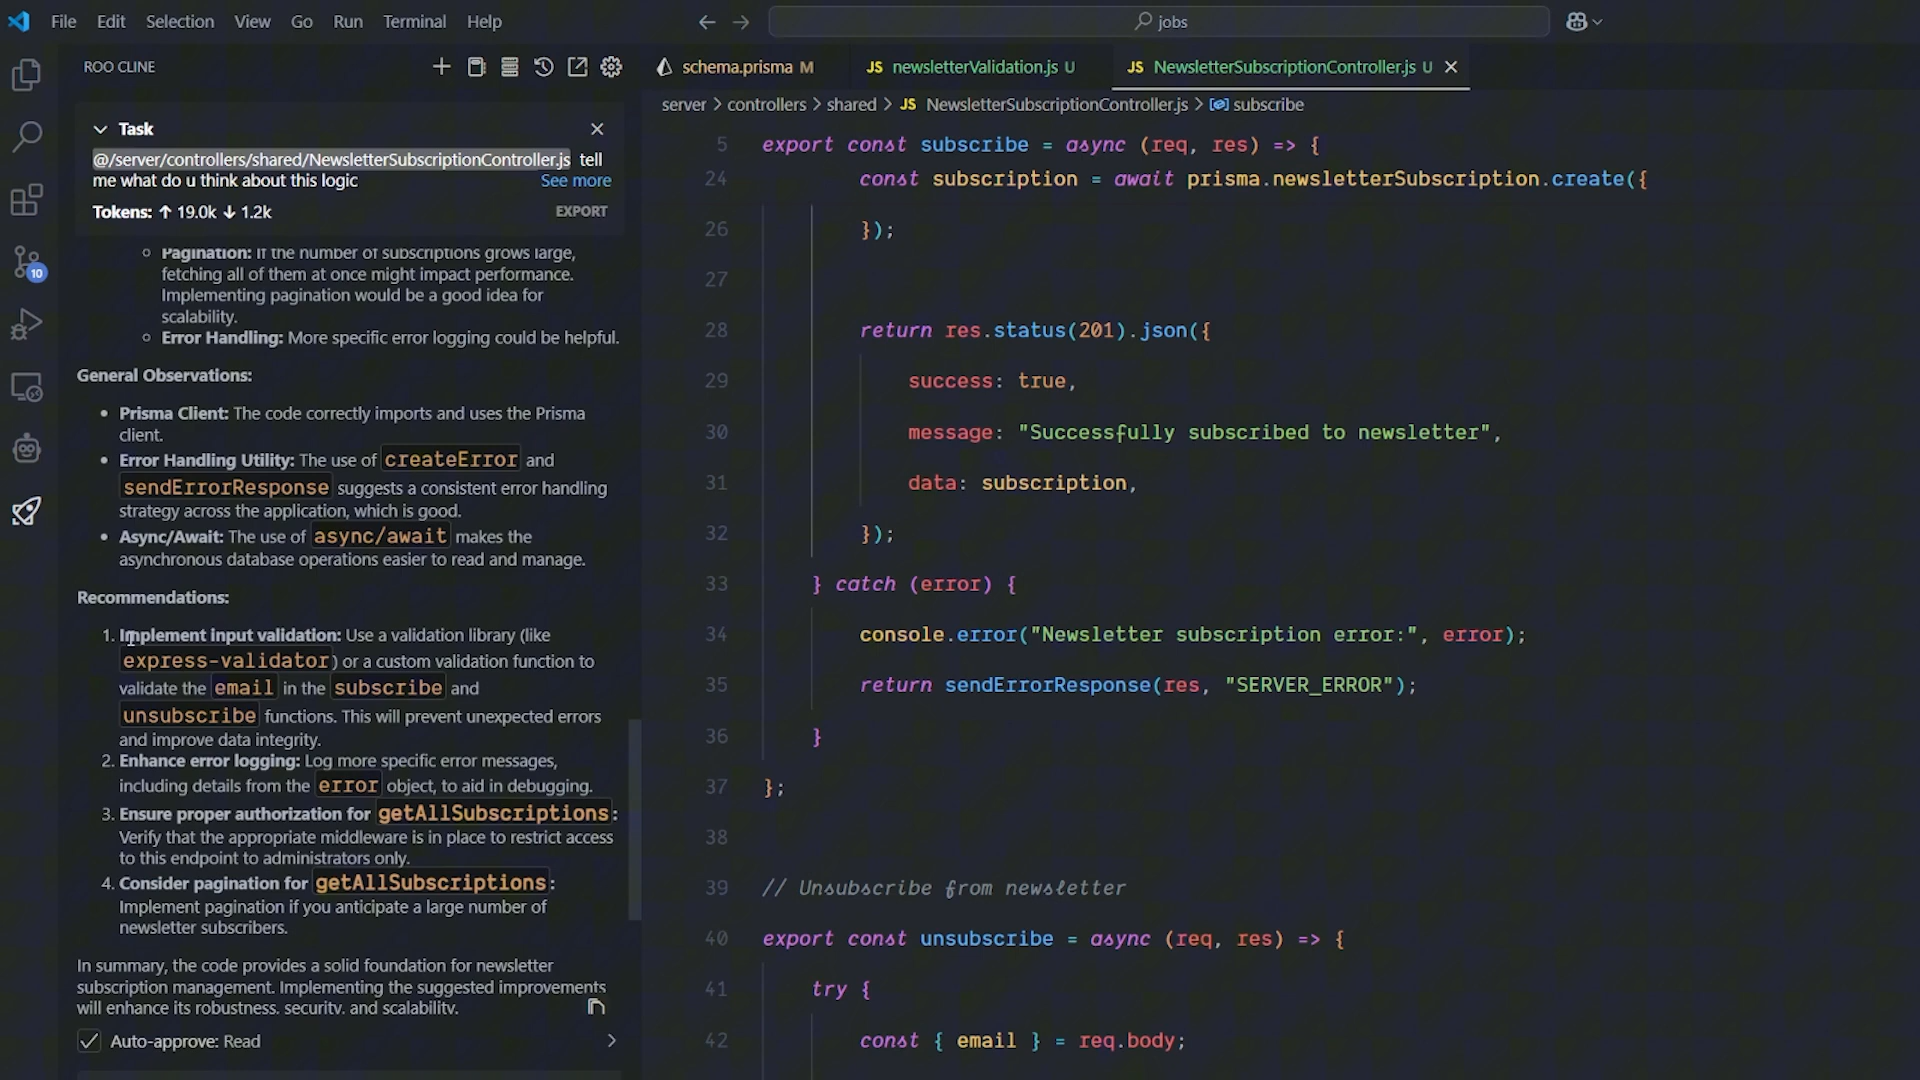 File Edit Selection View Go Run Terminal Help
jobs
ROO CLINE
schema.prisma M
JS newsletterValidation.js U
JS NewsletterSubscriptionController.js U
server > controllers > shared > JS NewsletterSubscriptionController.js > subscribe
Task
@/server/controllers/shared/NewsletterSubscriptionController.js tell
me what do u think about this logic
See more
Tokens: ↑ 19.0k ↓ 1.2k
EXPORT
Pagination: If the number of subscriptions grows large,
fetching all of them at once might impact performance.
Implementing pagination would be a good idea for
scalability.
Error Handling: More specific error logging could be helpful.
General Observations:
• Prisma Client: The code correctly imports and uses the Prisma
client.
• Error Handling Utility: The use of createError and
sendErrorResponse suggests a consistent error handling
strategy across the application, which is good.
• Async/Await: The use of async/await makes the
asynchronous database operations easier to read and manage.
Recommendations:
1. Implement input validation: Use a validation library (like
express-validator) or a custom validation function to
validate the email in the subscribe and
unsubscribe functions. This will prevent unexpected errors
and improve data integrity.
2. Enhance error logging: Log more specific error messages,
including details from the error object, to aid in debugging.
3. Ensure proper authorization for getAllSubscriptions:
Verify that the appropriate middleware is in place to restrict access
to this endpoint to administrators only.
4. Consider pagination for getAllSubscriptions:
Implement pagination if you anticipate a large number of
newsletter subscribers.
In summary, the code provides a solid foundation for newsletter
subscription management. Implementing the suggested improvements
will enhance its robustness, security, and scalability.
Auto-approve: Read
10
5 export const subscribe = async (req, res) => {
24 const subscription = await prisma.newsletterSubscription.create({
26 });
27
28 return res.status(201).json({
29 success: true,
30 message: "Successfully subscribed to newsletter",
31 data: subscription,
32 });
33 } catch (error) {
34 console.error("Newsletter subscription error:", error);
35 return sendErrorResponse(res, "SERVER_ERROR");
36 }
37 };
38
39 // Unsubscribe from newsletter
40 export const unsubscribe = async (req, res) => {
41 try {
42 const { email } = req.body;